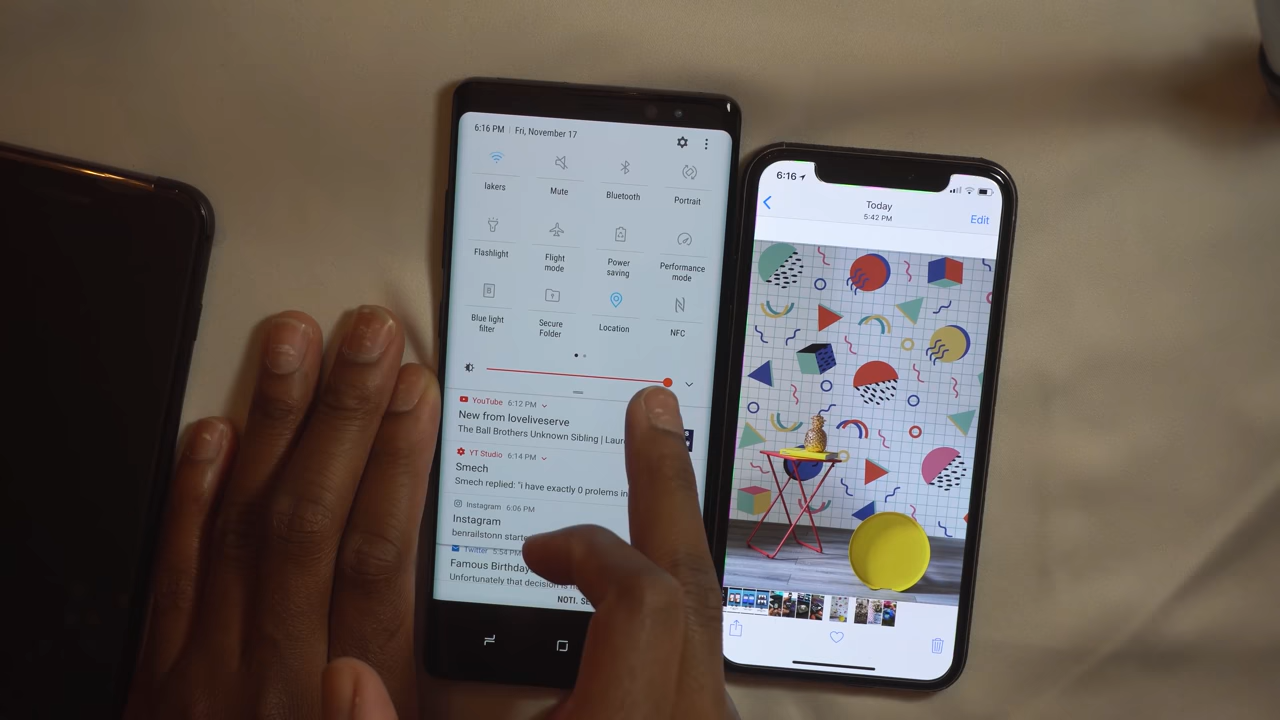 6:16 PM | Fri, November 17
lakers
Mute
Bluetooth
Portrait
Flashlight
Flight
mode
Power
saving
Performance
mode
Blue light
filter
Secure
Folder
Location
NFC
YouTube 6:12 PM
New from loveliveserve
The Ball Brothers Unknown Sibling |
YT Studio 6:14 PM
Smech
Smech replied: "i have exactly 0 prolems in
Instagram 6:06 PM
Instagram
benrailstonn
Twitter 5:54 PM
Famous Birthday
Unfortunately that decision is
NOTI.
6:16
Today
5:42 PM
Edit